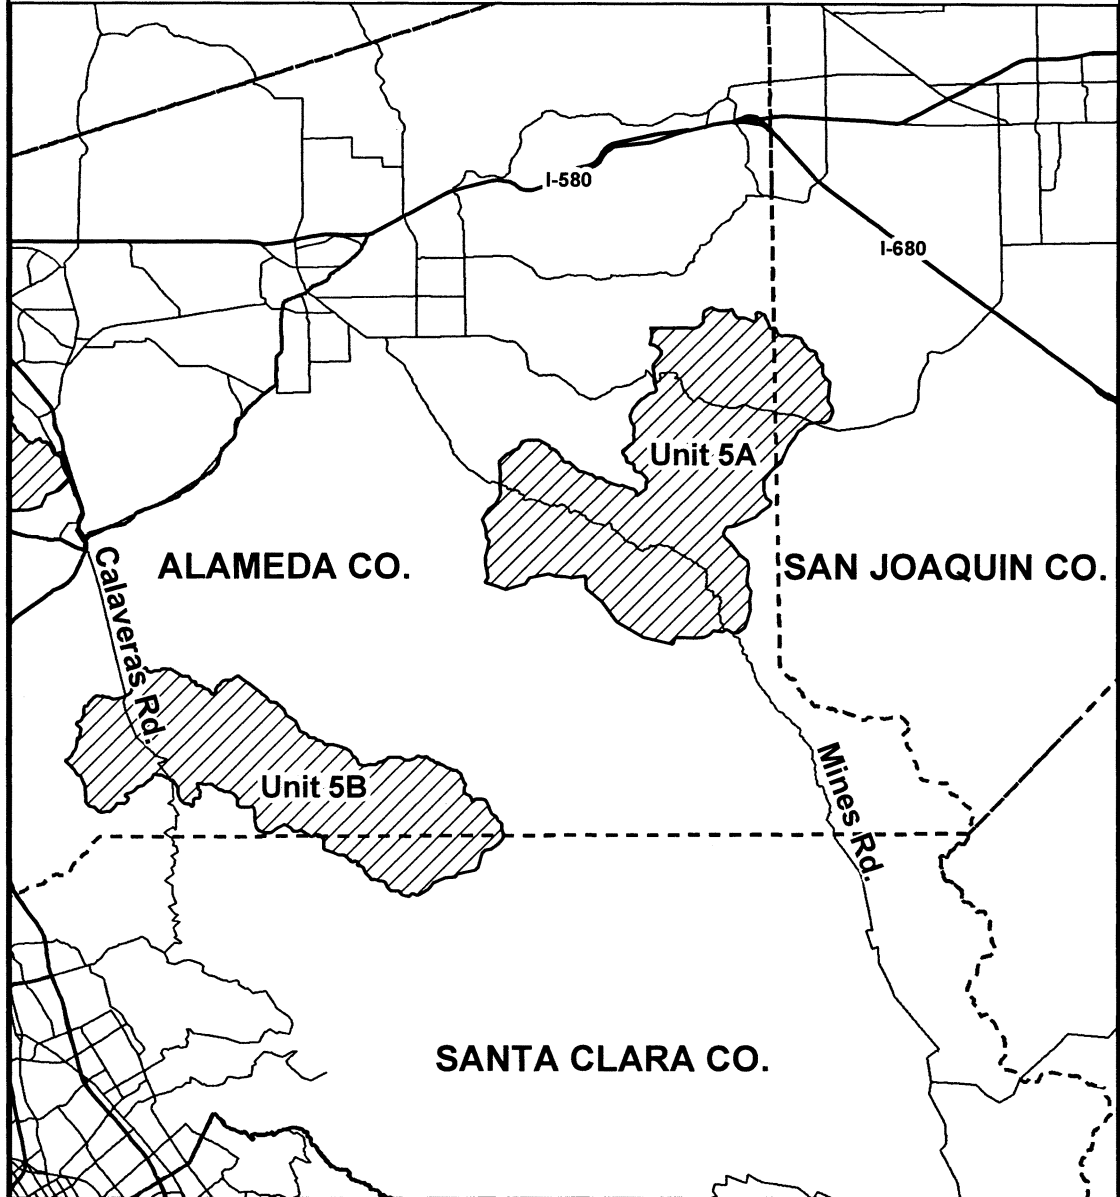 I-580
I-680
Unit 5A
ALAMEDA CO.
SAN JOAQUIN CO.
Calaveras Rd.
Unit 5B
Mines Rd.
SANTA CLARA CO.